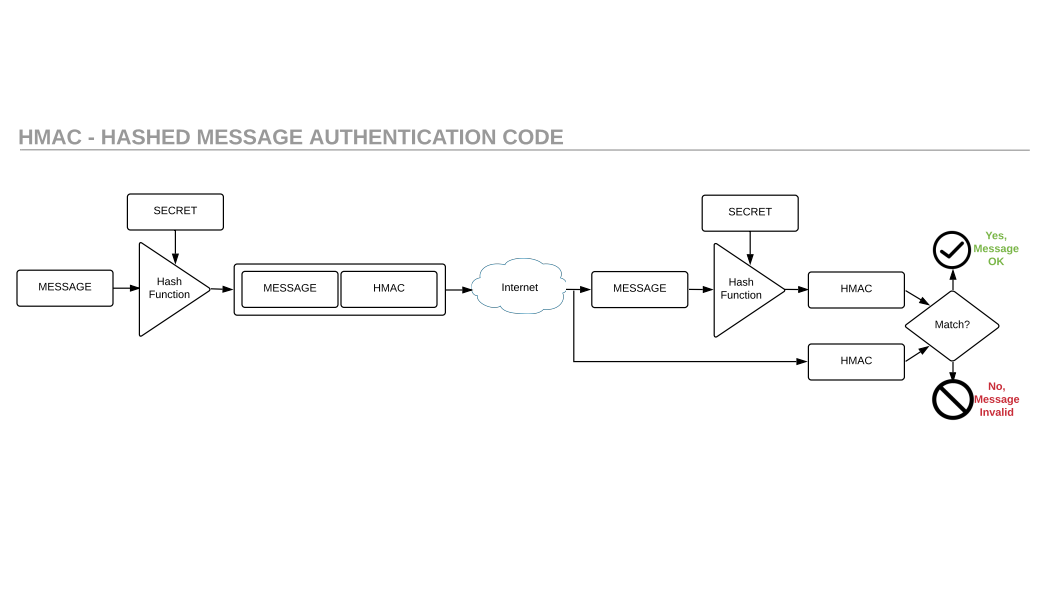 HMAC - HASHED MESSAGE AUTHENTICATION CODE
SECRET
MESSAGE
Hash
Function
MESSAGE
HMAC
Internet
MESSAGE
SECRET
Hash
Function
HMAC
HMAC
Match?
Yes,
Message
OK
No,
Message
Invalid